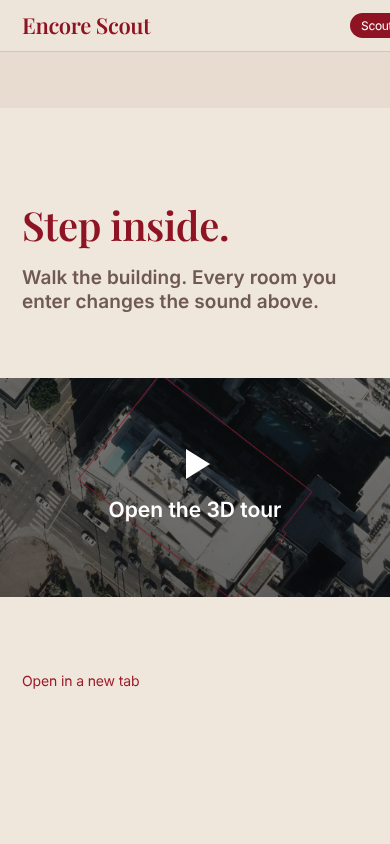 Encore Scout
Scout
Step inside.
Walk the building. Every room you
enter changes the sound above.
Open the 3D tour
Open in a new tab